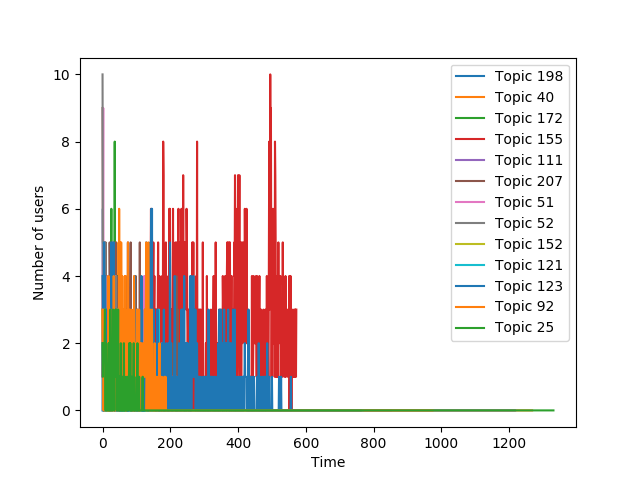 10
8
6
4
2
0
Number of users
0 200 400 600 800 1000 1200
Time
Topic 198
Topic 40
Topic 172
Topic 155
Topic 111
Topic 207
Topic 51
Topic 52
Topic 152
Topic 121
Topic 123
Topic 92
Topic 25